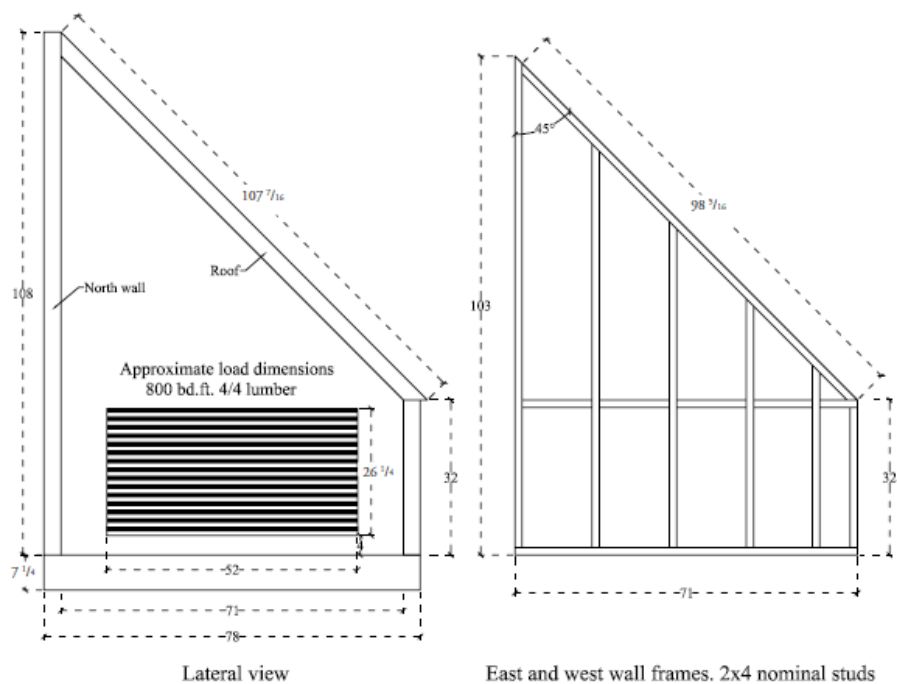 107 7/16
45°
98 3/16
Roof
108
North wall
103
Approximate load dimensions
800 bd.ft. 4/4 lumber
26 1/4
32
32
7 1/4
52
71
71
78
Lateral view
East and west wall frames. 2x4 nominal studs